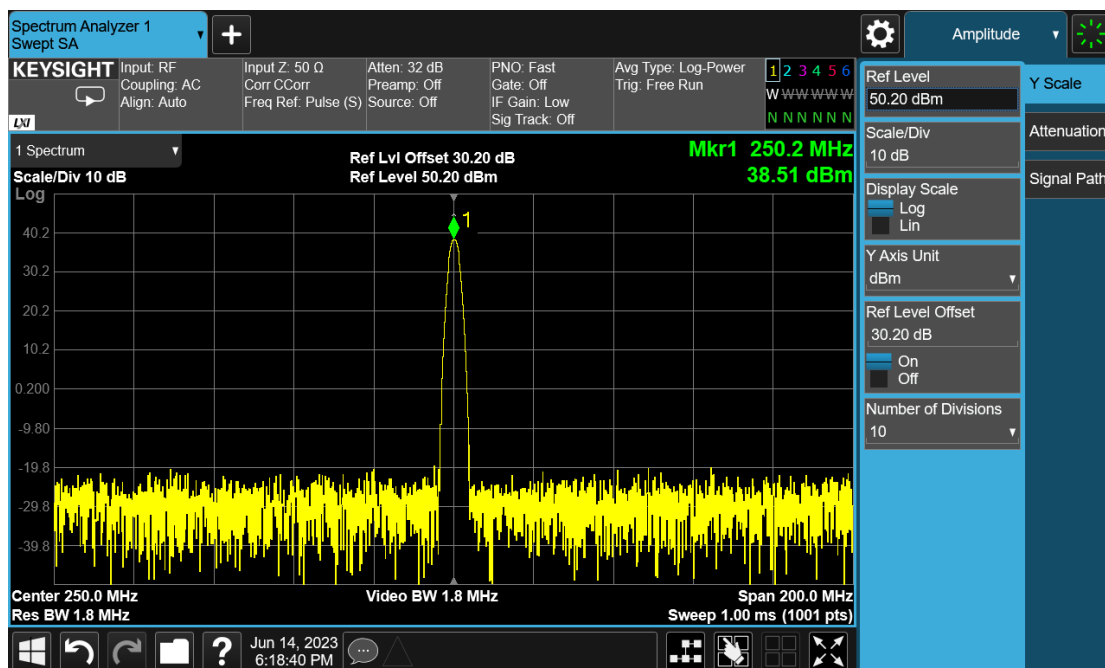 Spectrum Analyzer 1
Swept SA
Amplitude
KEYSIGHT
LXI
Input: RF
Coupling: AC
Align: Auto
Input Z: 50 Ω
Corr CCorr
Freq Ref: Pulse (S)
Atten: 32 dB
Preamp: Off
Source: Off
PNO: Fast
Gate: Off
IF Gain: Low
Sig Track: Off
Avg Type: Log-Power
Trig: Free Run
1 2 3 4 5 6
W W W W W W
N N N N N N
1 Spectrum
Scale/Div 10 dB
Ref Lvl Offset 30.20 dB
Ref Level 50.20 dBm
Mkr1 250.2 MHz
38.51 dBm
Log
1
40.2
30.2
20.2
10.2
0.200
-9.80
-19.8
-29.8
-39.8
Center 250.0 MHz
Res BW 1.8 MHz
Video BW 1.8 MHz
Span 200.0 MHz
Sweep 1.00 ms (1001 pts)
Ref Level
50.20 dBm
Scale/Div
10 dB
Display Scale
Log
Lin
Y Axis Unit
dBm
Ref Level Offset
30.20 dB
On
Off
Number of Divisions
10
Y Scale
Attenuation
Signal Path
?
Jun 14, 2023
6:18:40 PM